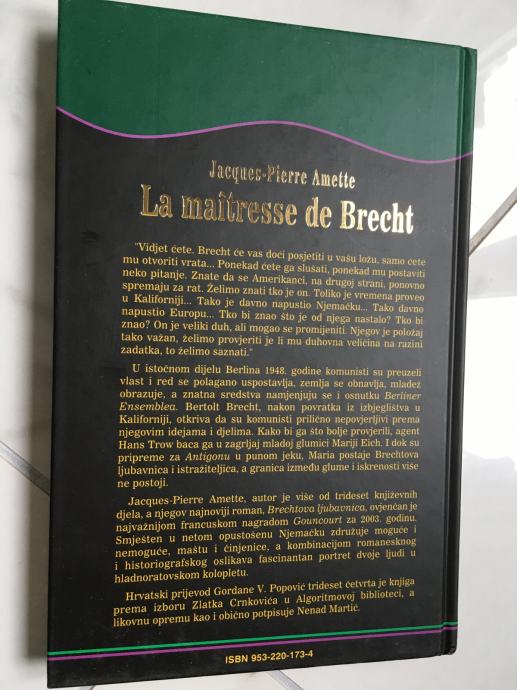 Jacques-Pierre Amette
La maîtresse de Brecht
"Vidjet ćete. Brecht će vas doći posjetiti u vašu ložu, samo ćete
mu otvoriti vrata... Ponekad ćete ga slušati, ponekad mu postaviti
neko pitanje. Znate da se Amerikanci, na drugoj strani, ponovno
spremaju za rat. Želimo znati tko je on. Toliko je vremena proveo
u Kaliforniji... Tako je davno napustio Njemačku... Tako davno
napustio Europu... Tko bi znao što je od njega nastalo? Tko bi
znao? On je veliki duh, ali mogao se promijeniti. Njegov je položaj
tako važan, želimo provjeriti je li mu duhovna veličina na razini
zadatka, to želimo saznati."
U istočnom dijelu Berlina 1948. godine komunisti su preuzeli
vlast i red se polagano uspostavlja, zemlja se obnavlja, mladež
obrazuje, a znatna sredstva namjenjuju se i osnutku Berliner
Ensemblea. Bertolt Brecht, nakon povratka iz izbjeglištva u
Kaliforniji, otkriva da su komunisti prilično nepovjerljivi prema
njegovim idejama i djelima. Kako bi ga što bolje provjerili, agent
Hans Trow baca ga u zagrljaj mladoj glumici Mariji Eich. I dok su
pripreme za Antigonu u punom jeku, Maria postaje Brechtova
ljubavnica i istražiteljica, a granica između glume i iskrenosti više
ne postoji.
Jacques-Pierre Amette, autor je više od trideset književnih
djela, a njegov najnoviji roman, Brechtova ljubavnica, ovjenčan je
najvažnijom francuskom nagradom Gouncourt za 2003. godinu.
Smješten u netom opustošenu Njemačku združuje moguće i
nemoguće, maštu i činjenice, a kombinacijom romanesknog
i historiografskog oslikava fascinantan portret dvoje ljudi u
hladnoratovskom kolopletu.
Hrvatski prijevod Gordane V. Popović trideset četvrta je knjiga
prema izboru Zlatka Crnkovića u Algoritmovoj biblioteci, a
likovnu opremu kao i obično potpisuje Nenad Martić.
ISBN 953-220-173-4